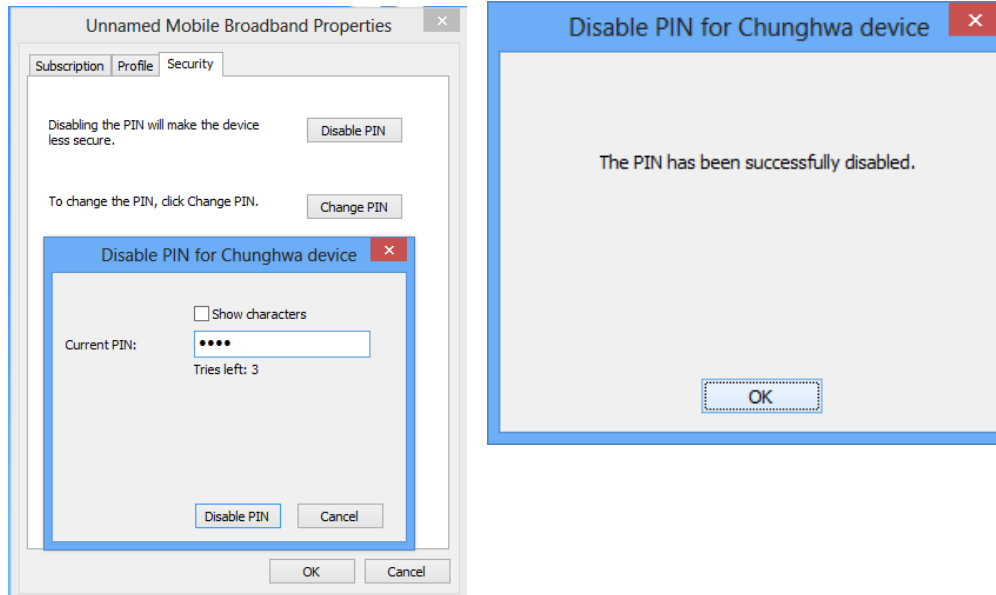 Unnamed Mobile Broadband Properties
Subscription Profile Security
Disabling the PIN will make the device
less secure.
Disable PIN
To change the PIN, click Change PIN.
Change PIN
Disable PIN for Chunghwa device
Show characters
Current PIN: ••••
Tries left: 3
Disable PIN Cancel
OK Cancel
Disable PIN for Chunghwa device
The PIN has been successfully disabled.
OK